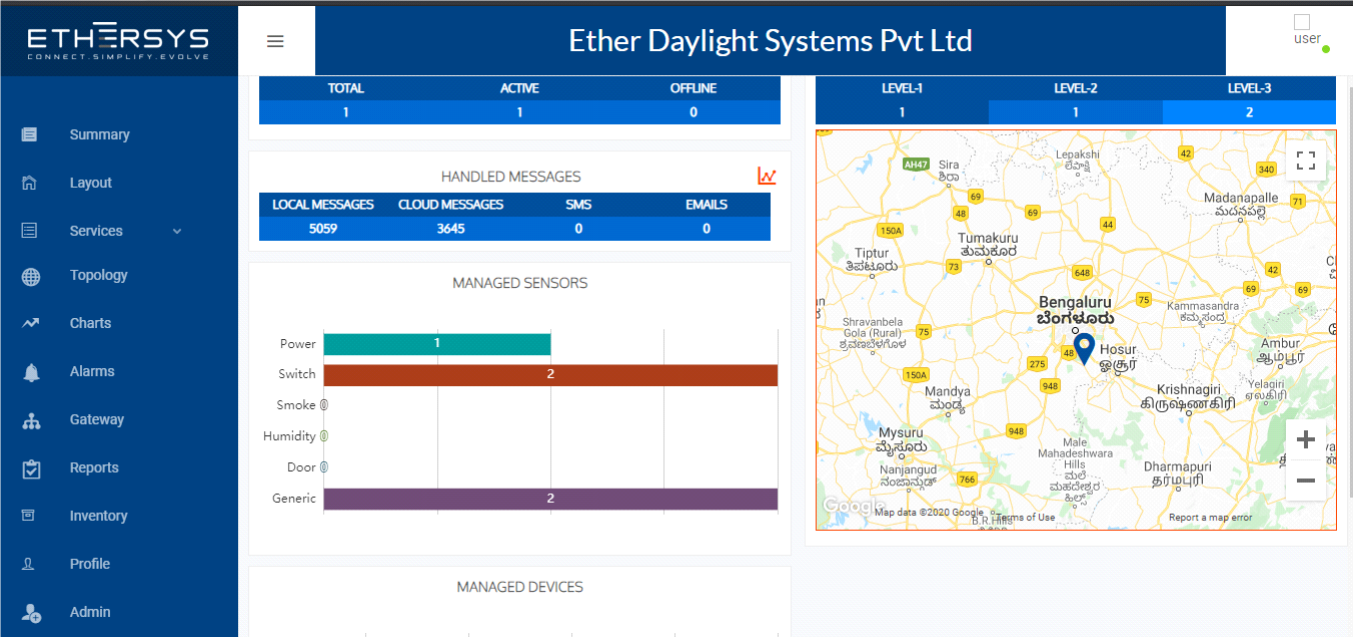 ETHERSYS
CONNECT.SIMPLIFY.EVOLVE
Ether Daylight Systems Pvt Ltd
user
Summary
Layout
Services
Topology
Charts
Alarms
Gateway
Reports
Inventory
Profile
Admin
TOTAL ACTIVE OFFLINE
1 1 0
HANDLED MESSAGES
LOCAL MESSAGES CLOUD MESSAGES SMS EMAILS
5059 3645 0 0
MANAGED SENSORS
Power 1
Switch 2
Smoke 0
Humidity 0
Door 0
Generic 2
MANAGED DEVICES
LEVEL-1 LEVEL-2 LEVEL-3
1 1 2
Lepakshi
42
AH47 Sira
ಶಿರಾ
340
69
Madanapalle
71
ಮದನಪಲ್ಲಿ
48
69
44
150A
Tumakuru
ತುಮಕೂರ
Tiptur
ತಿಪಟೂರು
73
648
42
69
69
Bengaluru
ಬೆಂಗಳೂರು
75
Kammasandra
ಕಮ್ಮಸಂದ್ರ
Shravanbela
Gola (Rural)
ಶ್ರವಣಬೆಳಗೊಳ
75
48
Hosur
ஓசூர்
Ambur
ஆம்பூர்
275
150A
948
Mandya
ಮಂಡ್ಯ
Krishnagiri
கிருஷ்ணகிரி
Yelagiri
ஏலகிரி
948
Mysuru
ಮೈಸೂರು
Male
Mahadeshwara
Hills
ಮಲೆ
ಮಹದೇಶ್ವರ
ಹಿಲ್ಸ್
Nanjangud
ನಂಜನ್ಗೂಡ್
766
Dharmapuri
தர்மபுரி
Google
Map data ©2020 Google
Terms of Use
Report a map error
B.R.Hills